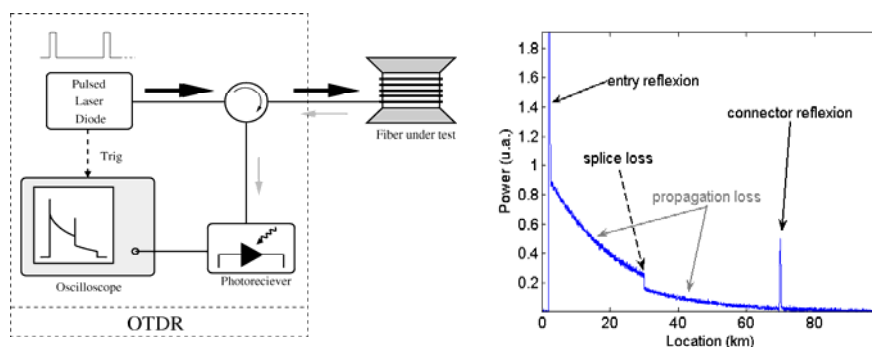 Pulsed
Laser
Diode
Fiber under test
Trig
Oscilloscope
Photoreciever
OTDR
1.8
1.6
1.4
1.2
1
0.8
0.6
0.4
0.2
0 20 40 60 80
Power (u.a.)
Location (km)
entry reflexion
connector reflexion
splice loss
propagation loss